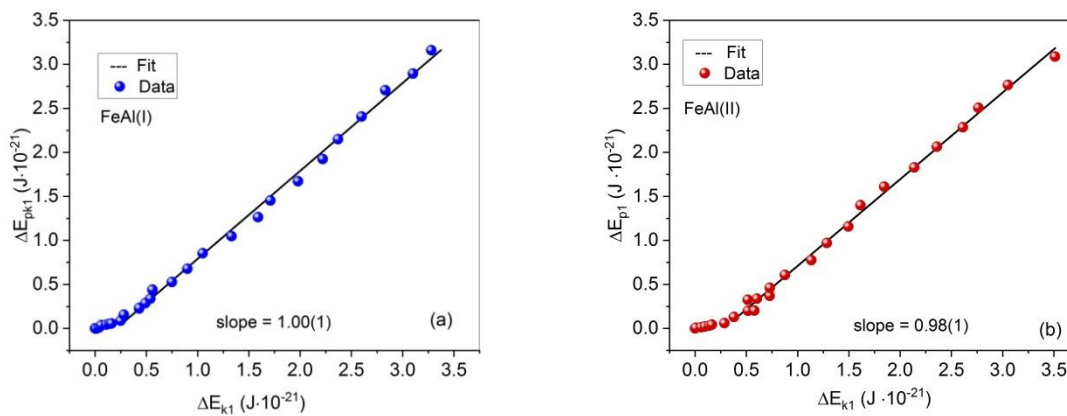 3.5
3.0
2.5
2.0
1.5
1.0
0.5
0.0
ΔE_pk1 (J·10^-21)
--- Fit
Data
FeAl(I)
slope = 1.00(1)
(a)
0.0 0.5 1.0 1.5 2.0 2.5 3.0 3.5
ΔE_k1 (J·10^-21)
3.5
3.0
2.5
2.0
1.5
1.0
0.5
0.0
ΔE_p1 (J·10^-21)
--- Fit
Data
FeAl(II)
slope = 0.98(1)
(b)
0.0 0.5 1.0 1.5 2.0 2.5 3.0 3.5
ΔE_k1 (J·10^-21)